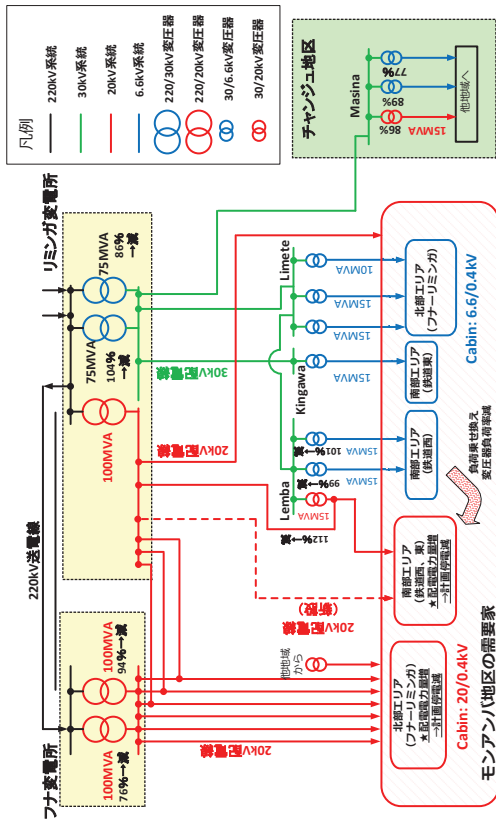 フナ変電所
100MVA
76%→減
100MVA
94%→減
220kV送電線
リミンガ変電所
100MVA
75MVA
104%
→減
75MVA
86%
→減
凡例
220kV系統
30kV系統
20kV系統
6.6kV系統
220/30kV変圧器
220/20kV変圧器
30/6.6kV変圧器
30/20kV変圧器
20kV配電線
他地域
から
20kV配電線
(新設)
20kV配電線
30kV配電線
Lemba
112%→減
15MVA
99%→減
15MVA
101%→減
15MVA
Kingawa
15MVA
Limete
15MVA
15MVA
10MVA
チャンジュ地区
Masina
86%
15MVA
89%
77%
他地域へ
北部エリア
(フナーリミンガ)
★配電電力量増
→計画停電減
Cabin: 20/0.4kV
南部エリア
(鉄道西、東)
★配電電力量増
→計画停電減
負荷乗せ換え
変圧器負荷率減
南部エリア
(鉄道西)
南部エリア
(鉄道東)
北部エリア
(フナーリミンガ)
Cabin: 6.6/0.4kV
モンアンバ地区の需要家